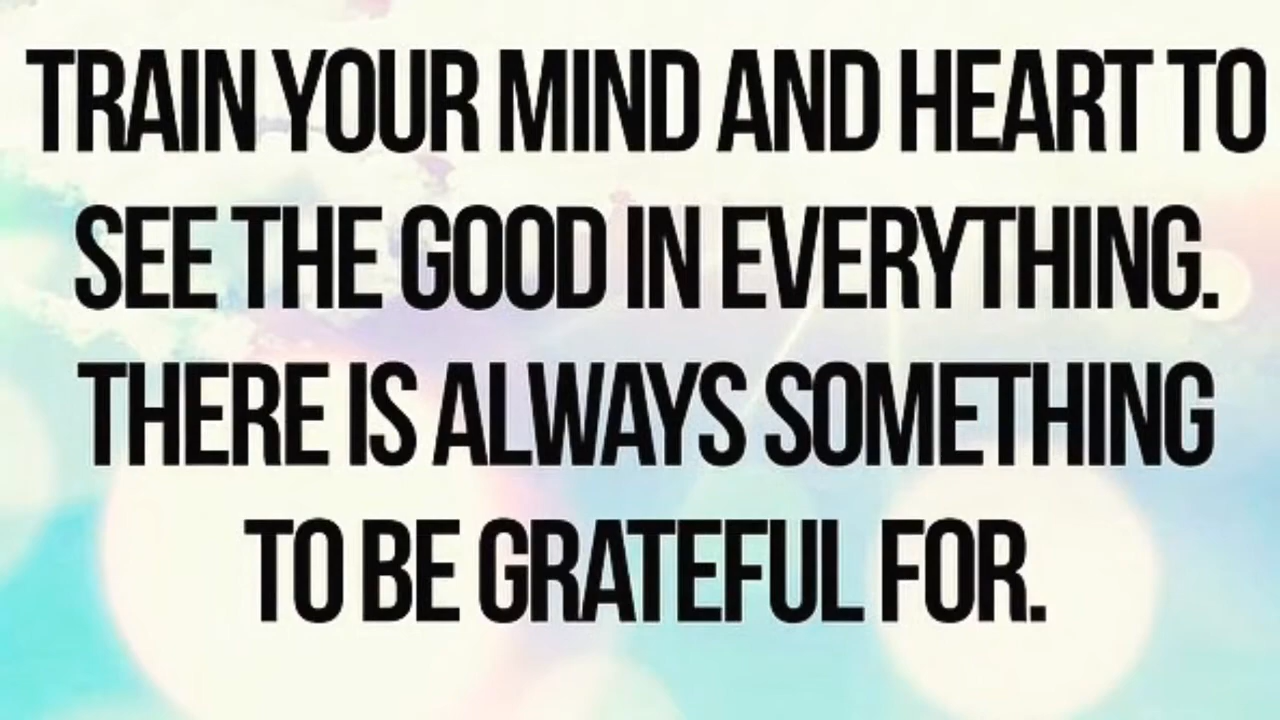 TRAIN YOUR MIND AND HEART TO
SEE THE GOOD IN EVERYTHING.
THERE IS ALWAYS SOMETHING
TO BE GRATEFUL FOR.